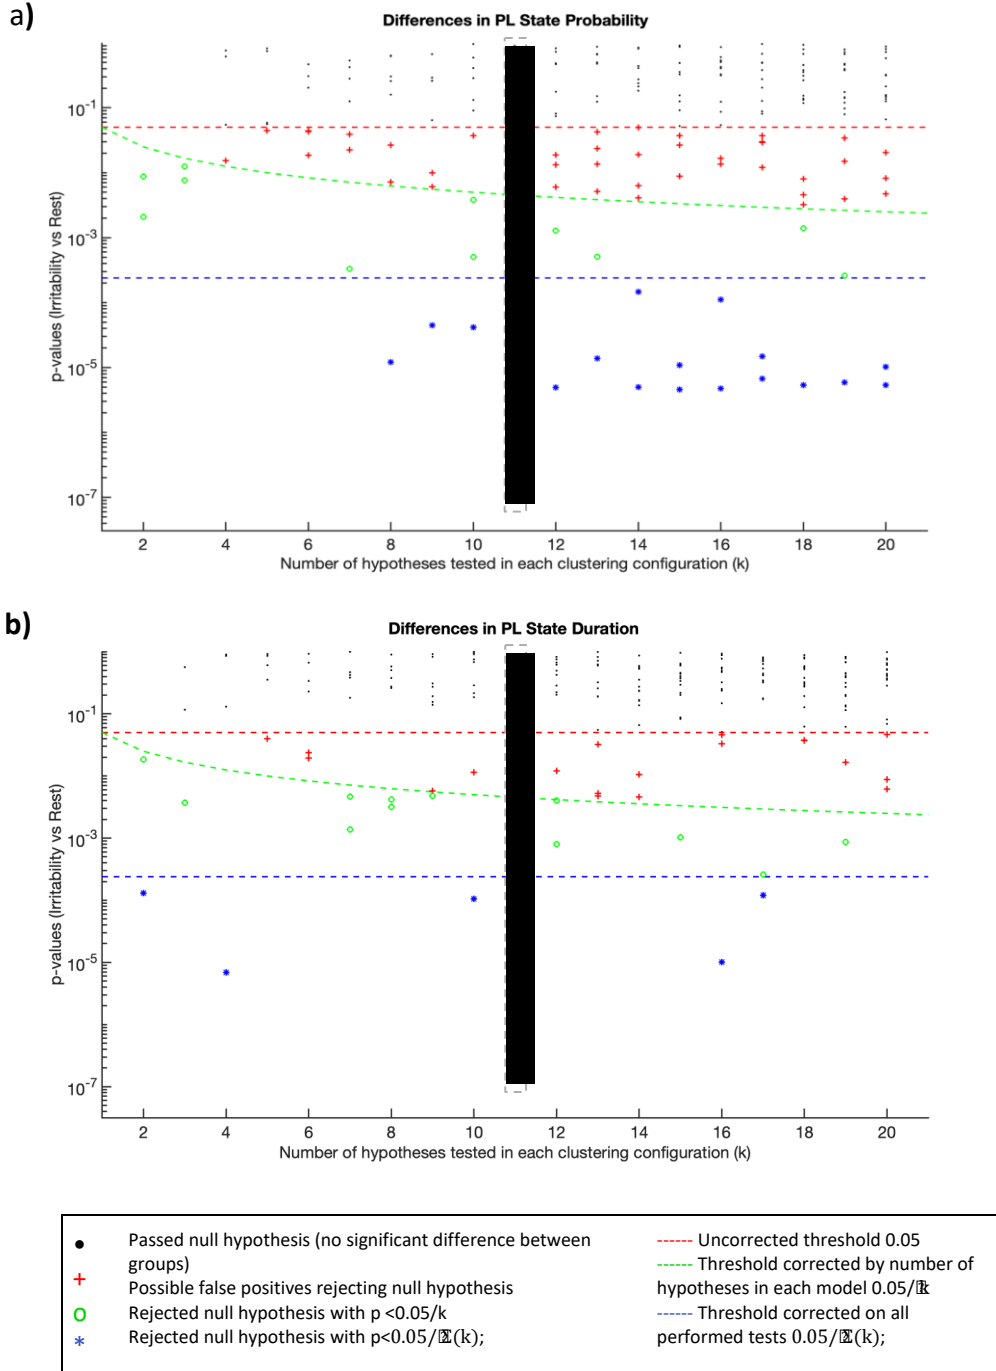 a)
Differences in PL State Probability
p-values (Irritability vs Rest)
10-1
10-3
10-5
10-7
2 4 6 8 10 12 14 16 18 20
Number of hypotheses tested in each clustering configuration (k)
b)
Differences in PL State Duration
p-values (Irritability vs Rest)
10-1
10-3
10-5
10-7
2 4 6 8 10 12 14 16 18 20
Number of hypotheses tested in each clustering configuration (k)
Passed null hypothesis (no significant difference between
groups)
Possible false positives rejecting null hypothesis
Rejected null hypothesis with p <0.05/k
Rejected null hypothesis with p<0.05/Σ(k);
Uncorrected threshold 0.05
Threshold corrected by number of
hypotheses in each model 0.05/k
Threshold corrected on all
performed tests 0.05/Σ(k);